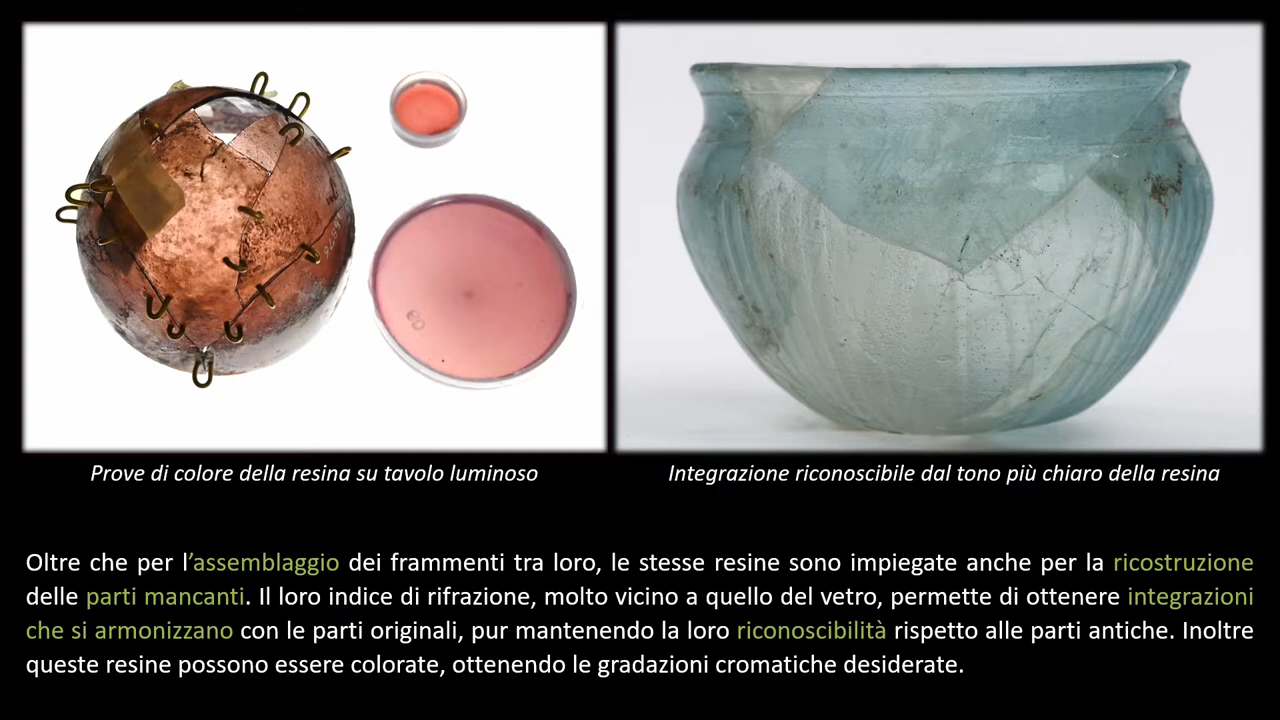 Prove di colore della resina su tavolo luminoso
Integrazione riconoscibile dal tono più chiaro della resina
Oltre che per l’assemblaggio dei frammenti tra loro, le stesse resine sono impiegate anche per la ricostruzione
delle parti mancanti. Il loro indice di rifrazione, molto vicino a quello del vetro, permette di ottenere integrazioni
che si armonizzano con le parti originali, pur mantenendo la loro riconoscibilità rispetto alle parti antiche. Inoltre
queste resine possono essere colorate, ottenendo le gradazioni cromatiche desiderate.